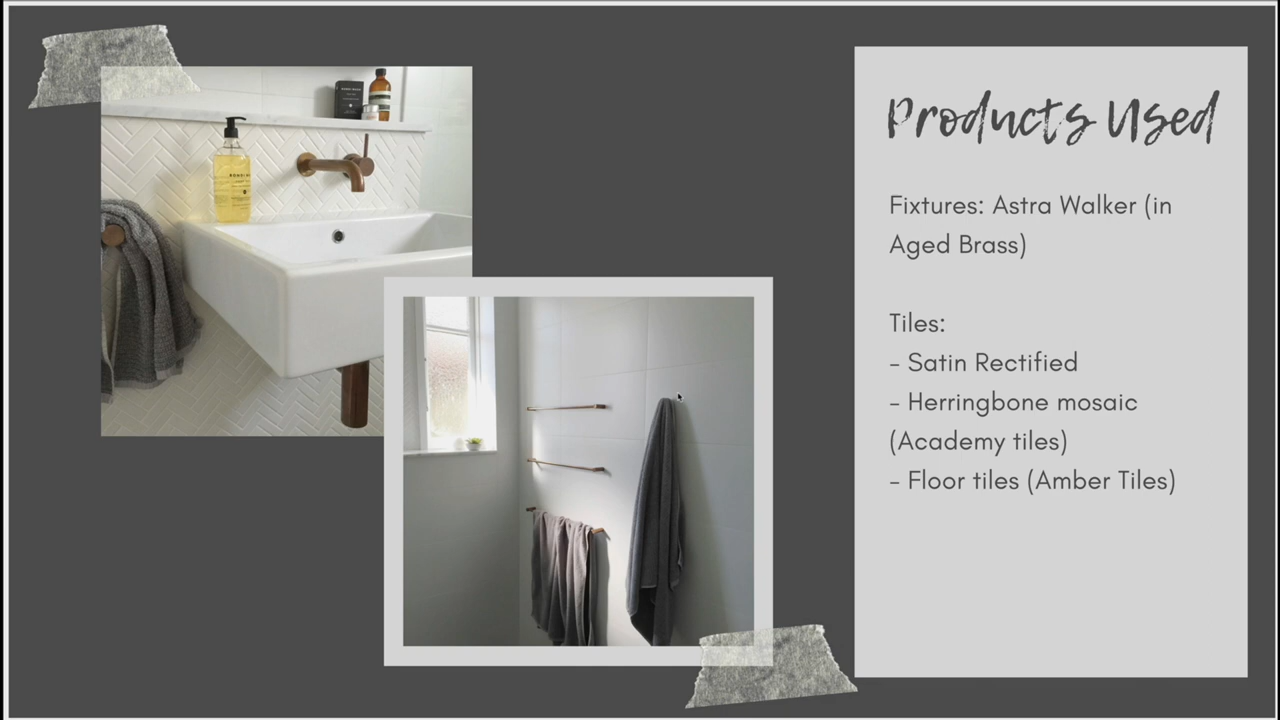 Products Used
Fixtures: Astra Walker (in
Aged Brass)
Tiles:
- Satin Rectified
- Herringbone mosaic
(Academy tiles)
- Floor tiles (Amber Tiles)